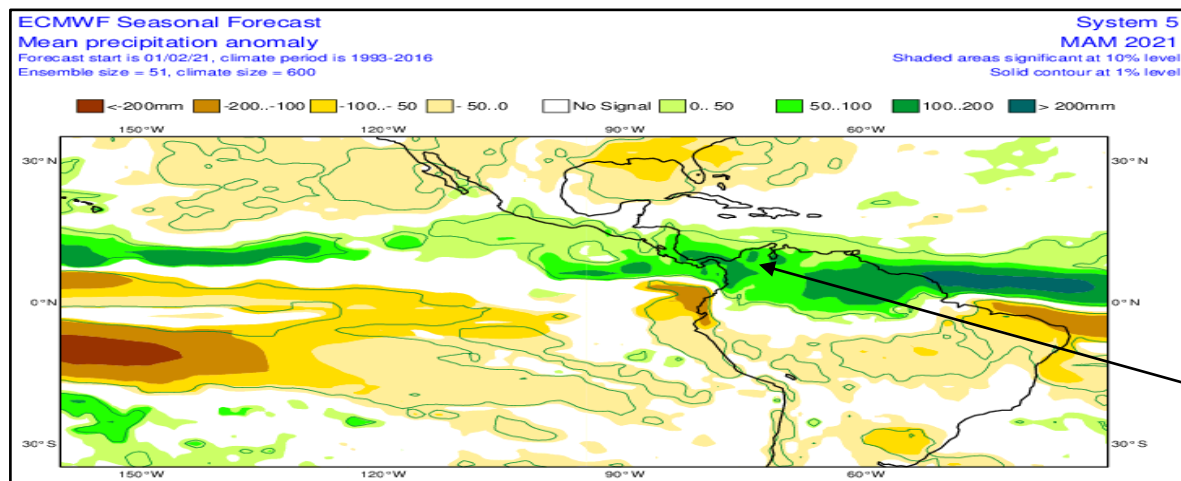 ECMWF Seasonal Forecast System 5
Mean precipitation anomaly MAM 2021
Forecast start is 01/02/21, climate period is 1993-2016 Shaded areas significant at 10% level
Ensemble size = 51, climate size = 600 Solid contour at 1% level
<-200mm -200..-100 -100..- 50 - 50..0 No Signal 0.. 50 50..100 100..200 > 200mm
150°W 120°W 90°W 60°W
30°N 30°N
0°N 0°N
30°S 30°S
150°W 120°W 90°W 60°W